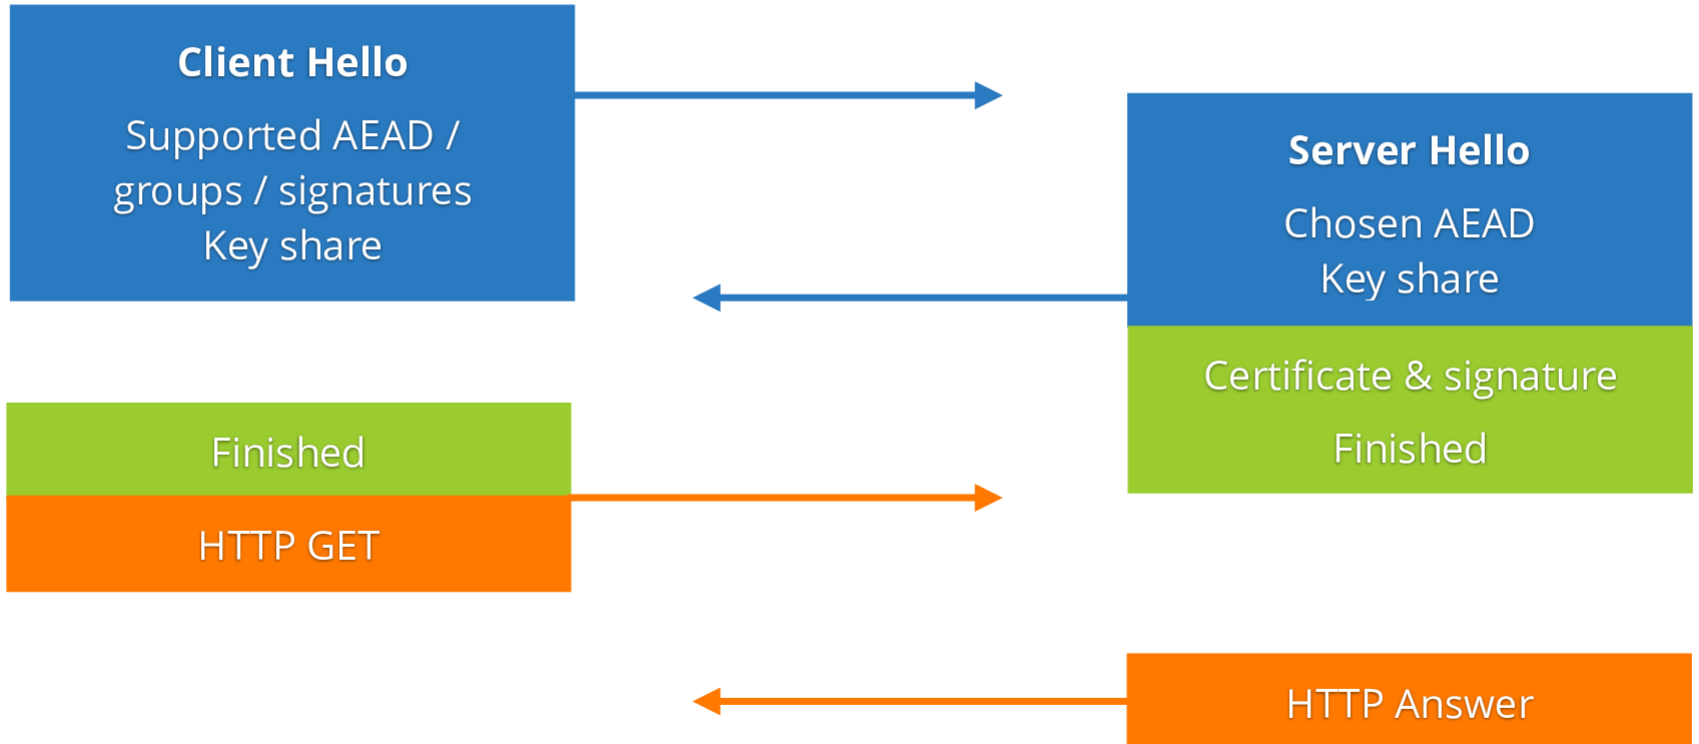 Client Hello
Supported AEAD /
groups / signatures
Key share
Server Hello
Chosen AEAD
Key share
Certificate & signature
Finished
Finished
HTTP GET
HTTP Answer